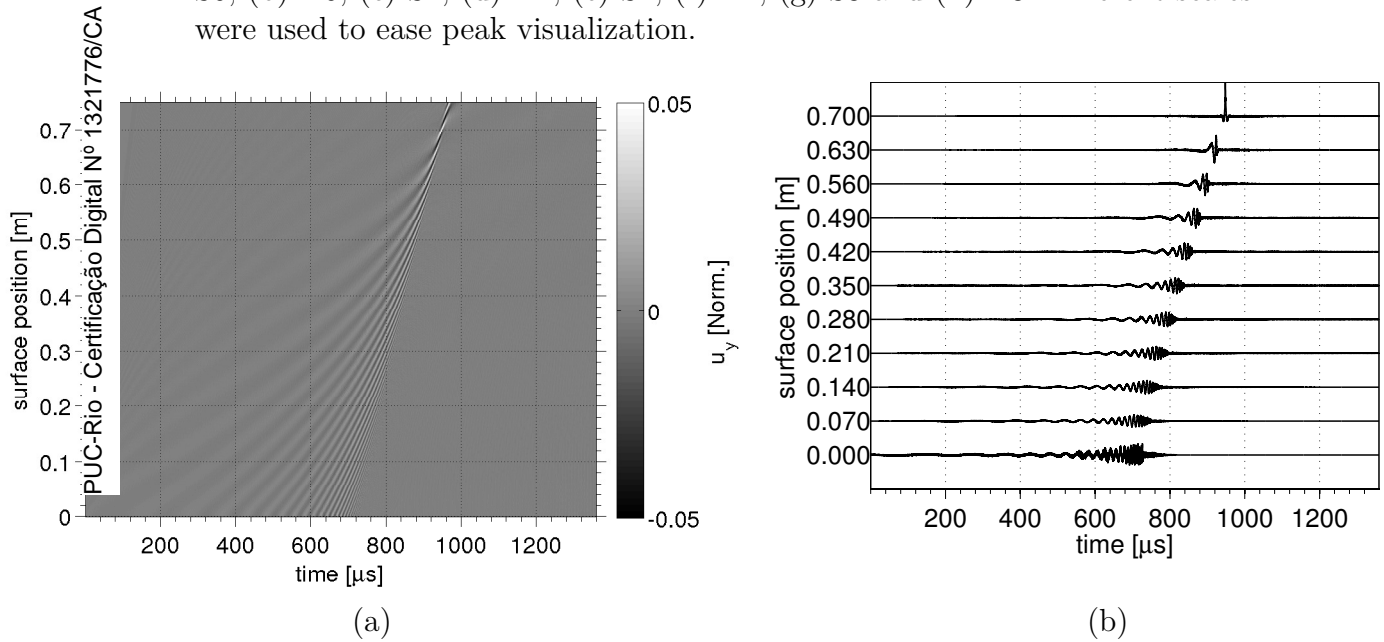 were used to ease peak visualization.
PUC-Rio - Certificação Digital Nº 1321776/CA
surface position [m]
0.7
0.6
0.5
0.4
0.3
0.2
0.1
0
200 400 600 800 1000 1200
time [μs]
0.05
0
-0.05
u_y [Norm.]
(a)
surface position [m]
0.700
0.630
0.560
0.490
0.420
0.350
0.280
0.210
0.140
0.070
0.000
200 400 600 800 1000 1200
time [μs]
(b)